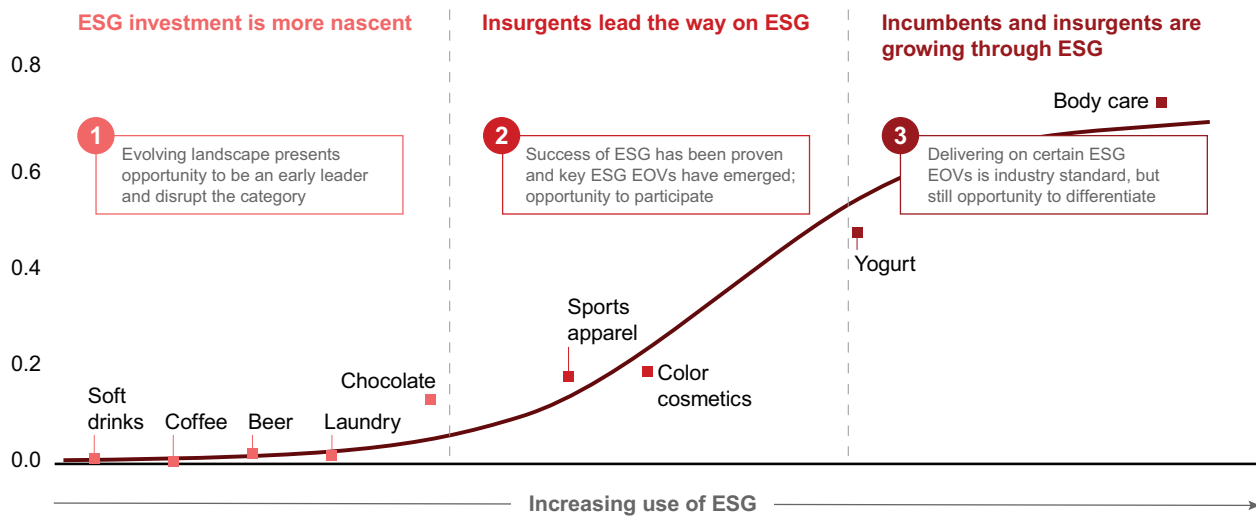 ESG investment is more nascent
Insurgents lead the way on ESG
Incumbents and insurgents are
growing through ESG
0.8
0.6
0.4
0.2
0.0
1
Evolving landscape presents
opportunity to be an early leader
and disrupt the category
2
Success of ESG has been proven
and key ESG EOVs have emerged;
opportunity to participate
3
Delivering on certain ESG
EOVs is industry standard, but
still opportunity to differentiate
Soft
drinks
Coffee
Beer
Laundry
Chocolate
Sports
apparel
Color
cosmetics
Yogurt
Body care
Increasing use of ESG